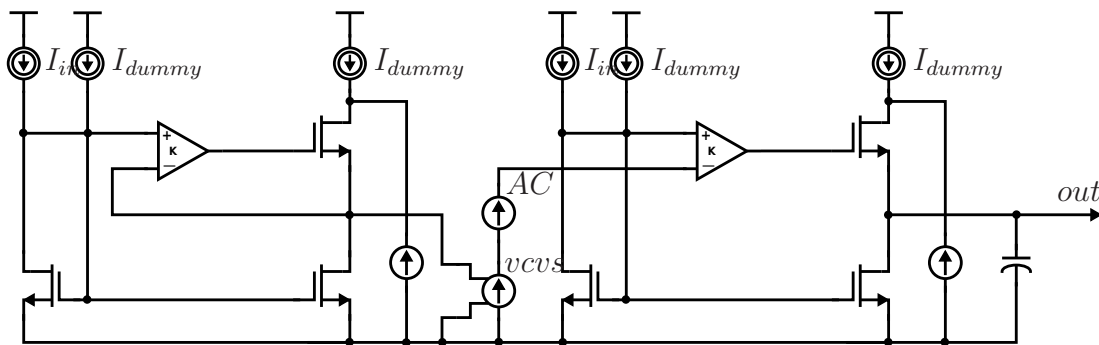 I_in I_dummy I_dummy I_in I_dummy I_dummy
+ K − + K −
AC
out
vcvs